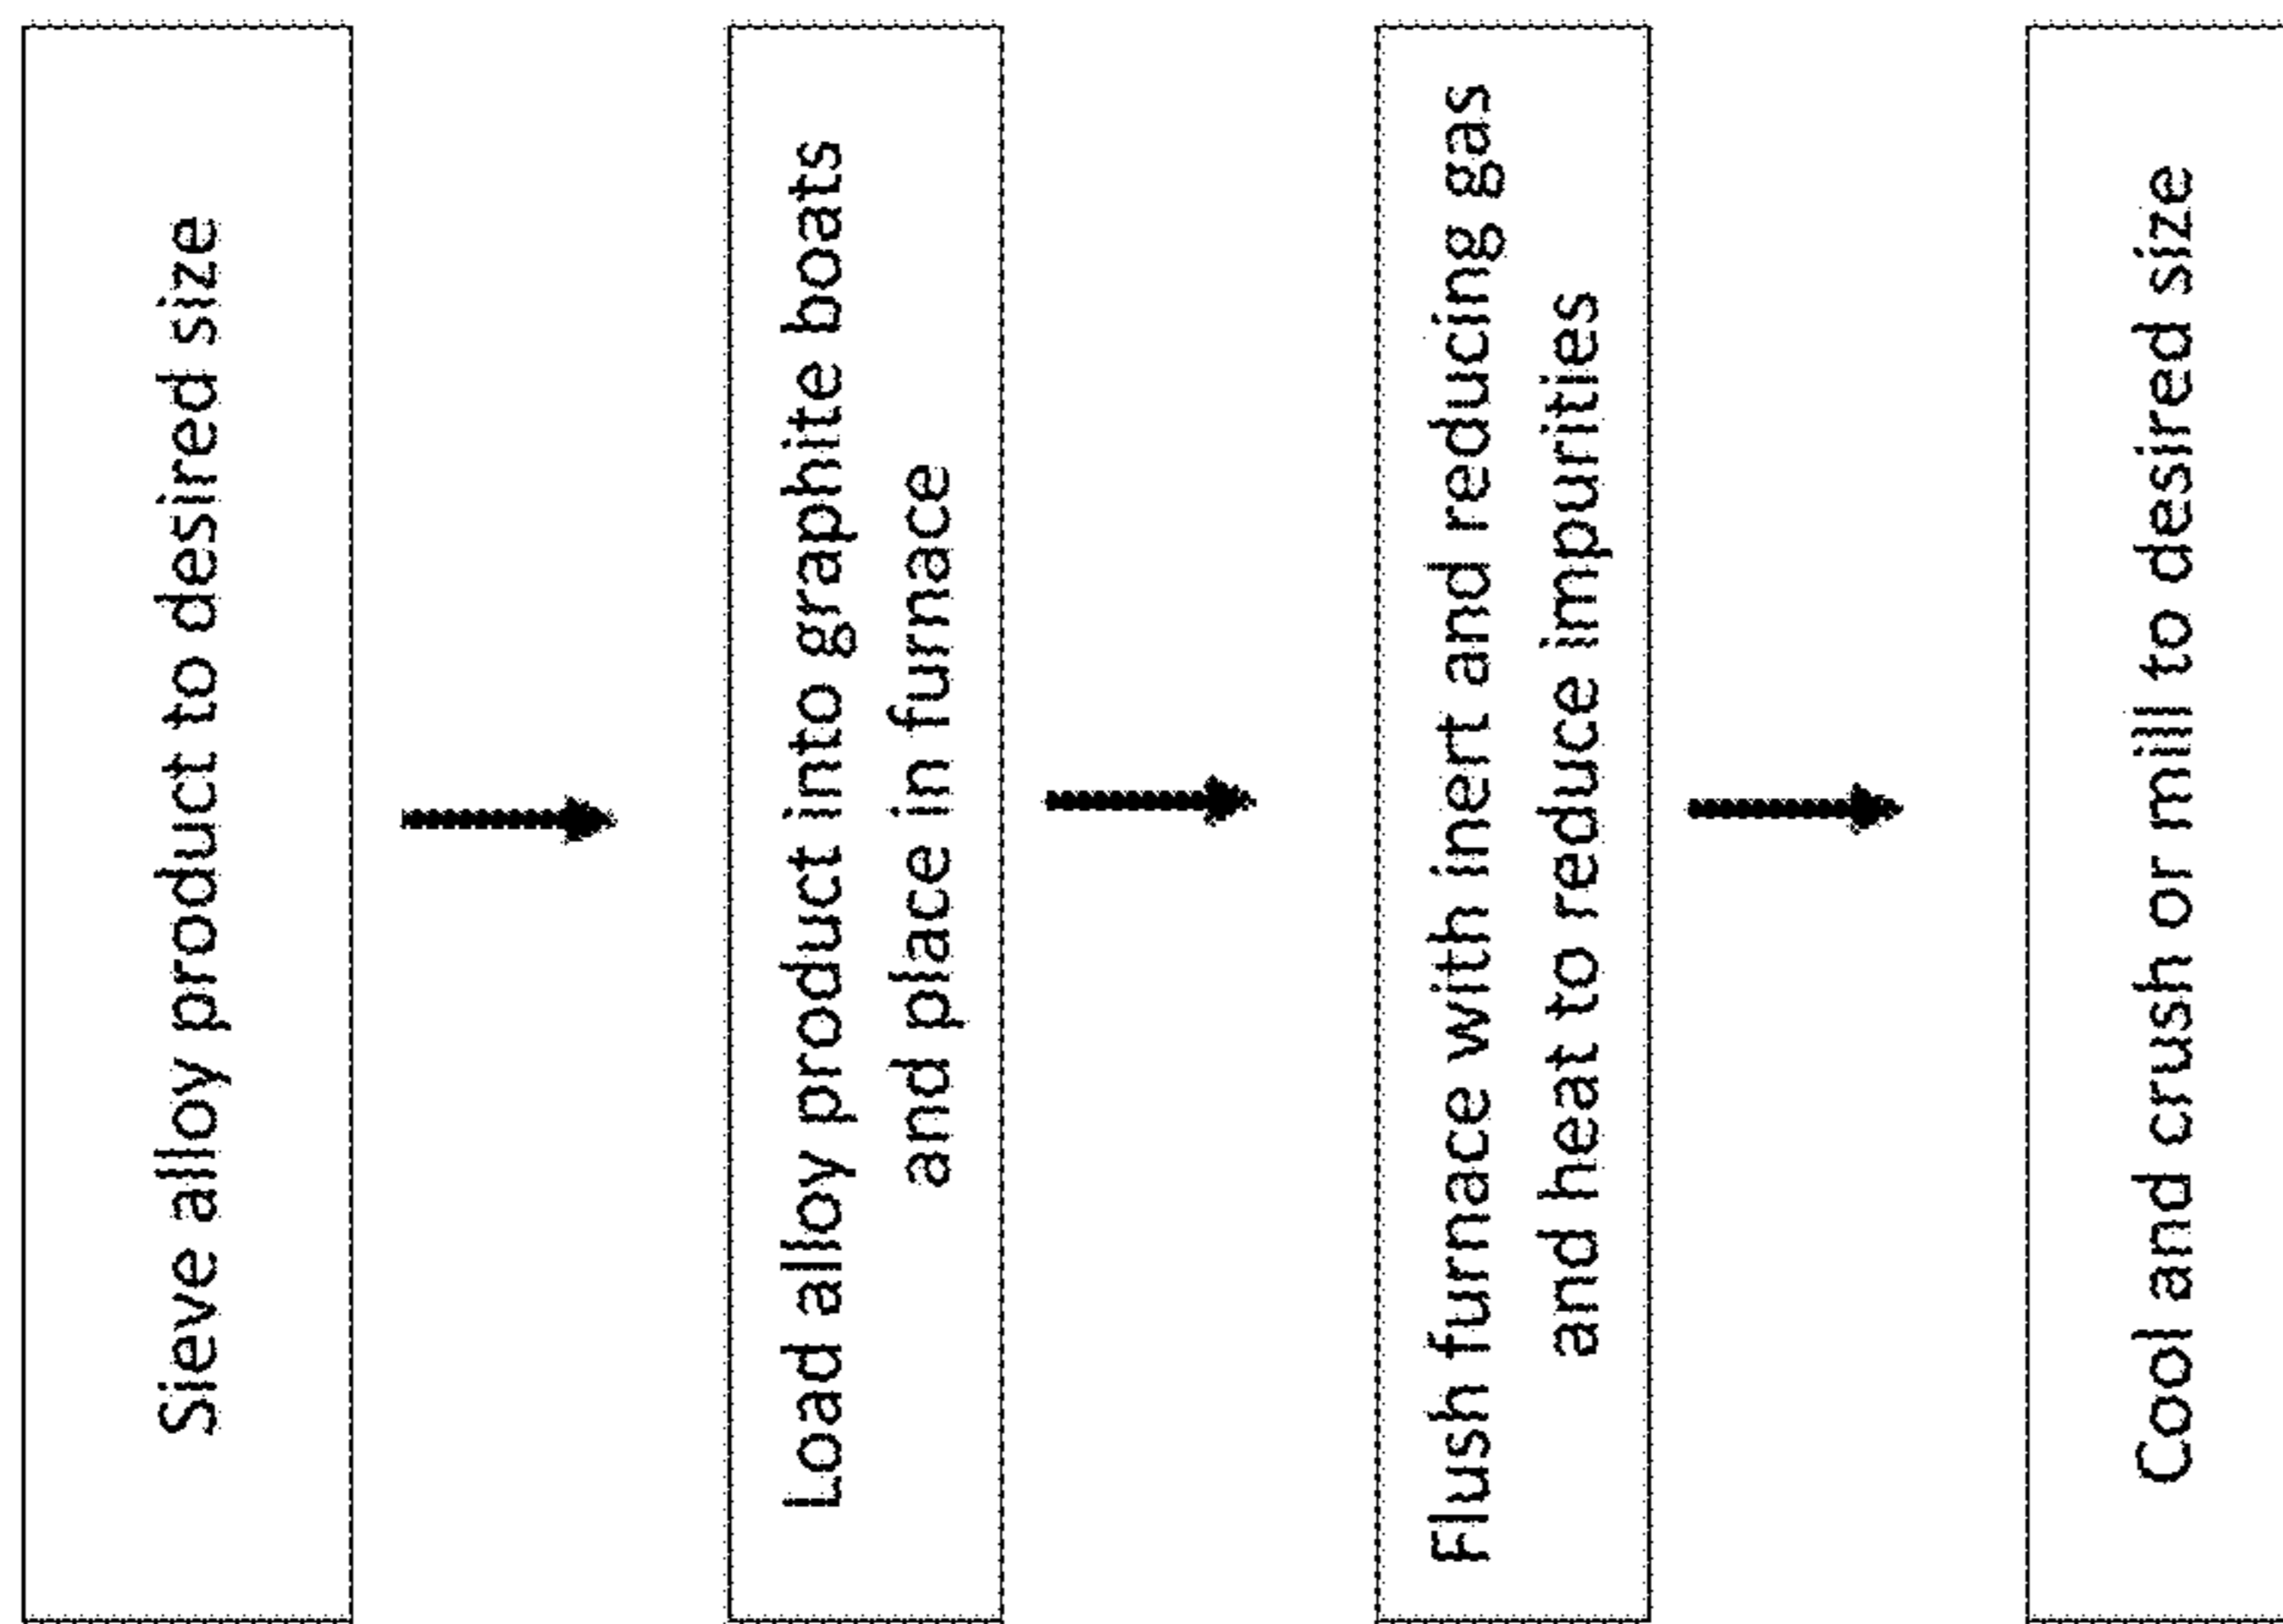 Sieve alloy product to desired size
Load alloy product into graphite boats
and place in furnace
Flush furnace with inert and reducing gas
and heat to reduce impurities
Cool and crush or mill to desired size